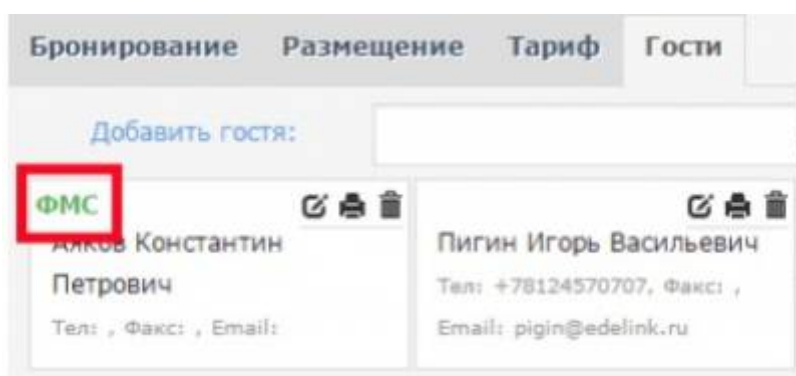 Бронирование Размещение Тариф Гости
Добавить гостя:
ФМС
Аяков Константин
Петрович
Тел: , Факс: , Email:
Пигин Игорь Васильевич
Тел: +78124570707, Факс: ,
Email: pigin@edelink.ru